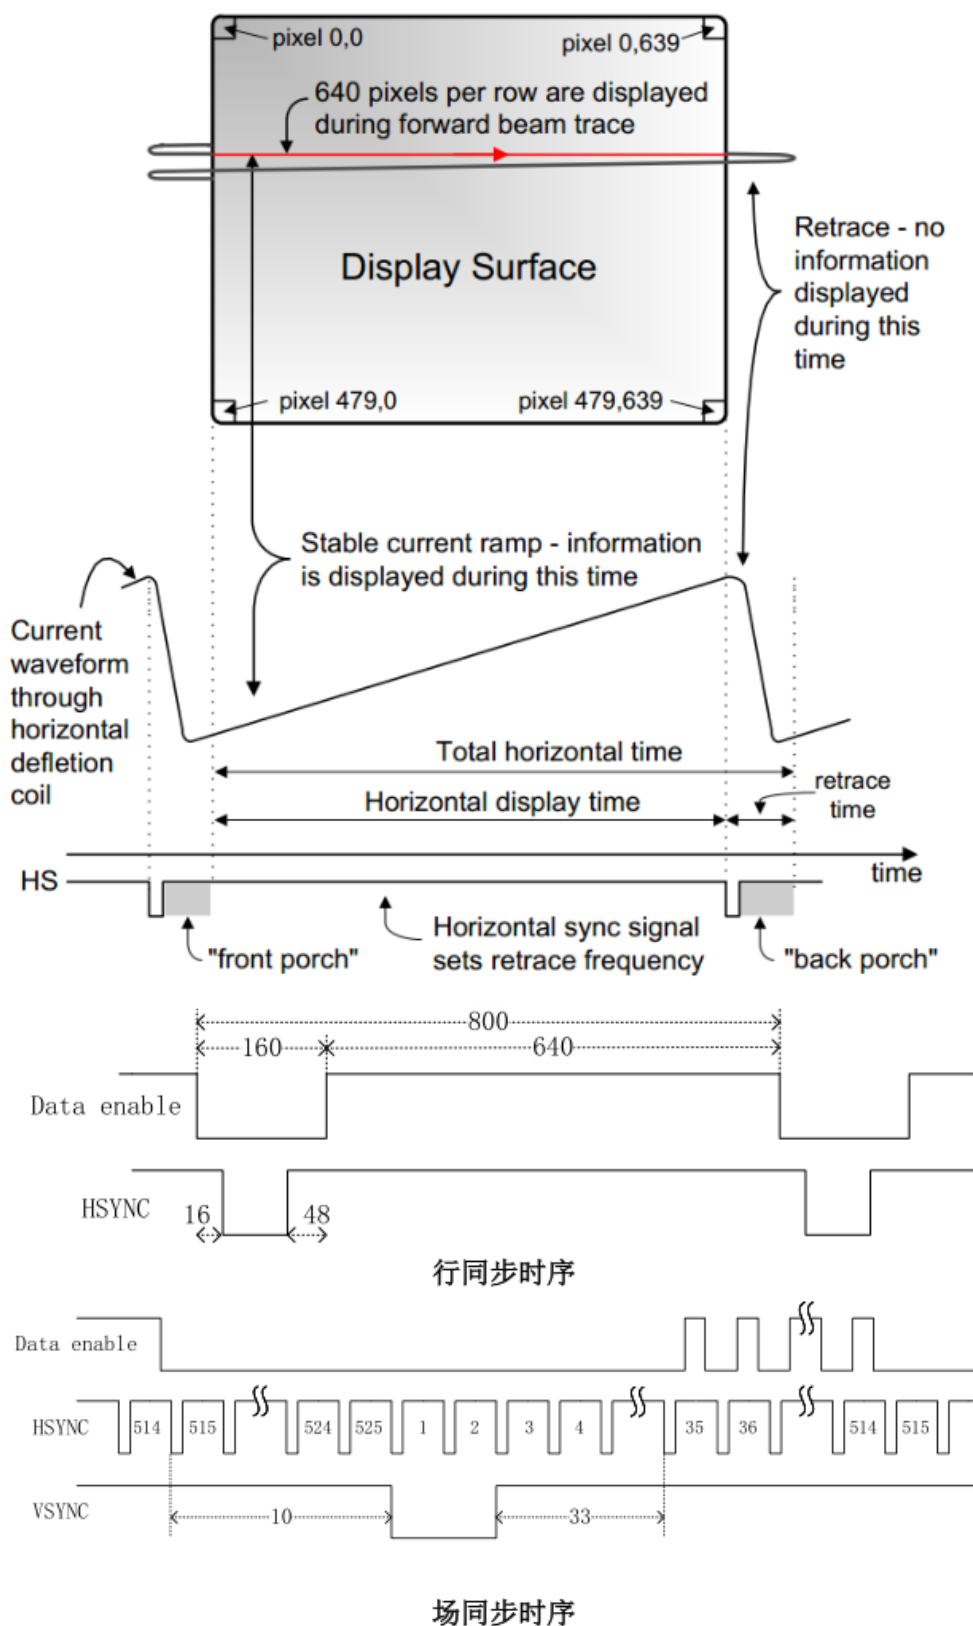 pixel 0,0
pixel 0,639
640 pixels per row are displayed
during forward beam trace
Retrace - no
information
displayed
during this
time
Display Surface
pixel 479,0
pixel 479,639
Stable current ramp - information
is displayed during this time
Current
waveform
through
horizontal
defletion
coil
Total horizontal time
Horizontal display time
retrace
time
time
HS
"front porch"
Horizontal sync signal
sets retrace frequency
"back porch"
800
160
640
Data enable
HSYNC
16
48
行同步时序
Data enable
HSYNC
514
515
524
525
1
2
3
4
35
36
514
515
VSYNC
10
33
场同步时序